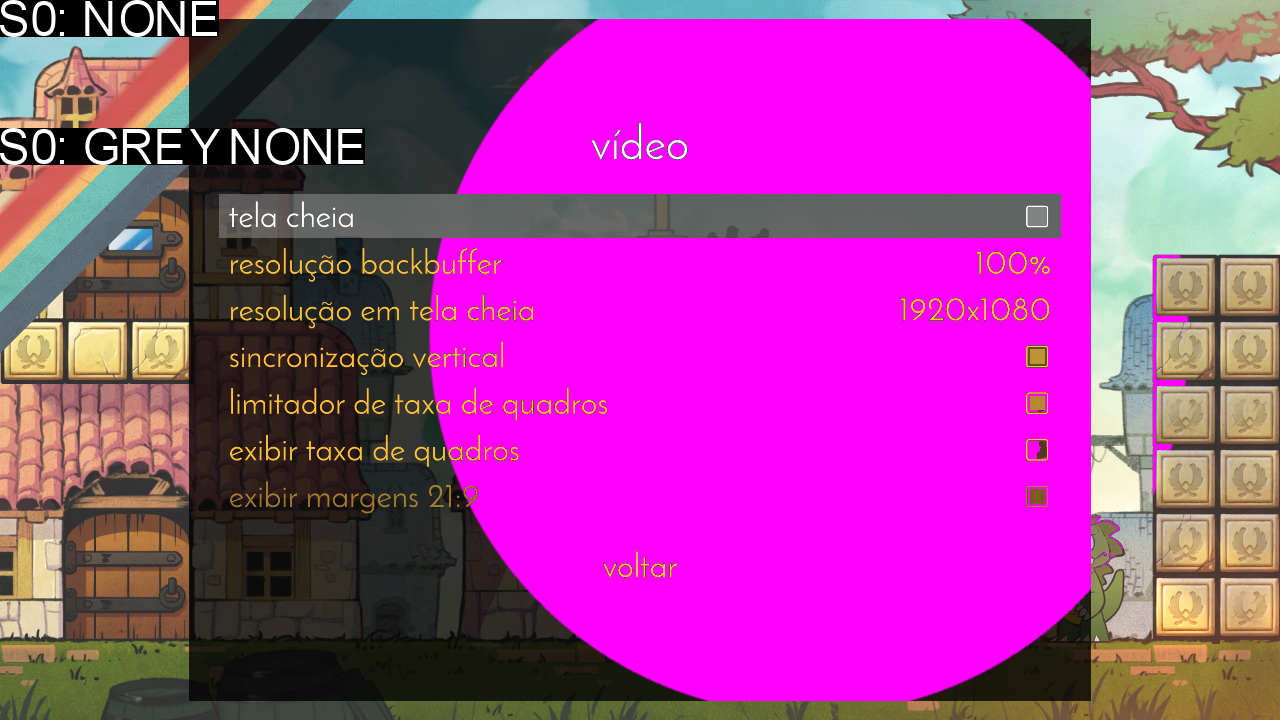 S0: NONE
S0: GREY NONE
vídeo
tela cheia
resolução backbuffer 100%
resolução em tela cheia 1920x1080
sincronização vertical
limitador de taxa de quadros
exibir taxa de quadros
exibir margens 21:9
voltar